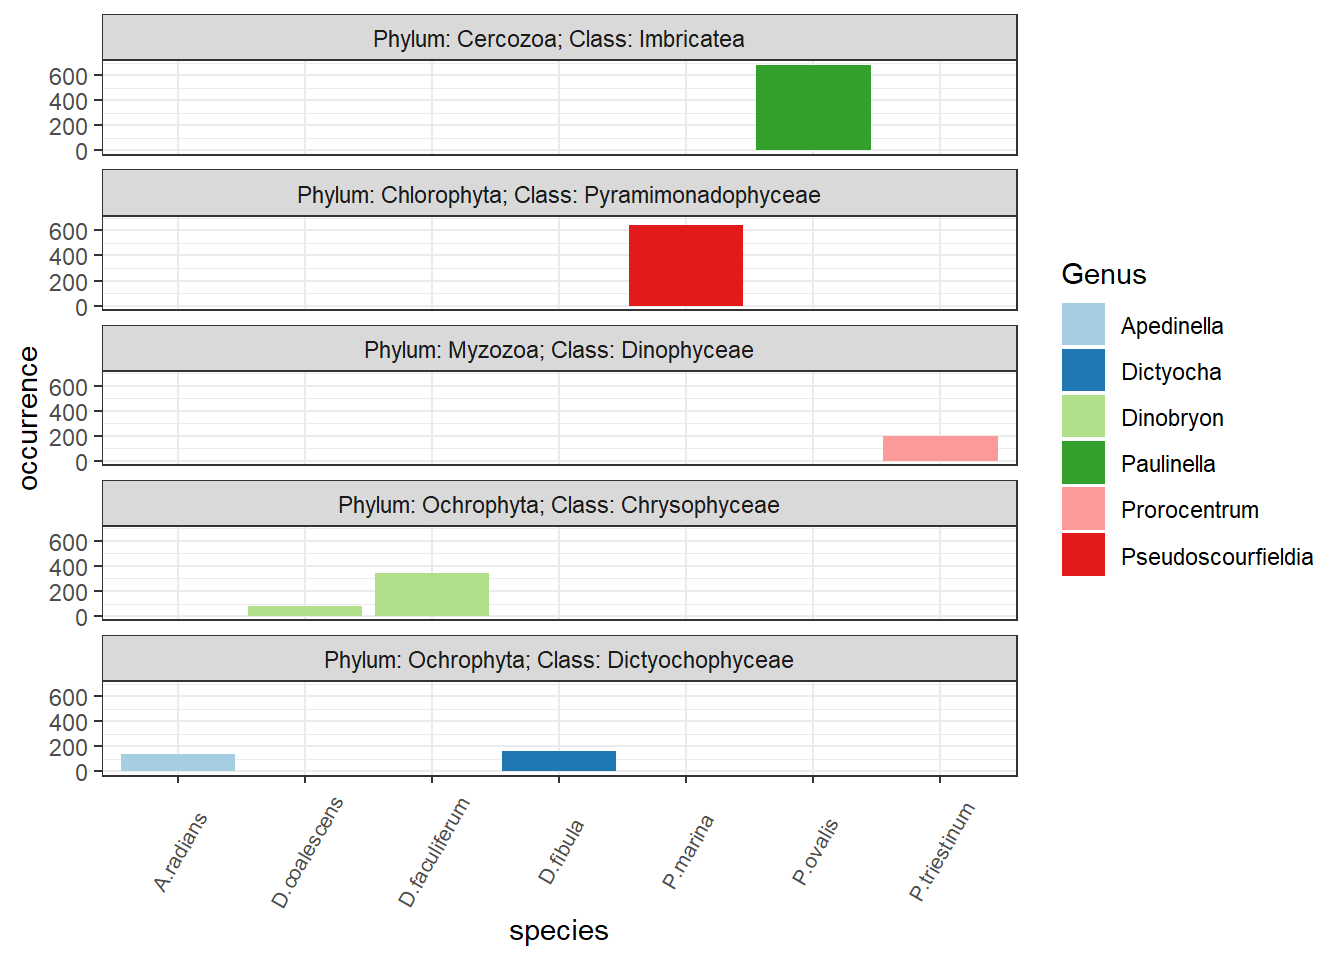 Phylum: Cercozoa; Class: Imbricatea
600
400
200
0
Phylum: Chlorophyta; Class: Pyramimonadophyceae
600
400
200
0
Phylum: Myzozoa; Class: Dinophyceae
600
400
200
0
Phylum: Ochrophyta; Class: Chrysophyceae
600
400
200
0
Phylum: Ochrophyta; Class: Dictyochophyceae
600
400
200
0
occurrence
A.radians
D.coalescens
D.faculiferum
D.fibula
P.marina
P.ovalis
P.triestinum
species
Genus
Apedinella
Dictyocha
Dinobryon
Paulinella
Prorocentrum
Pseudoscourfieldia